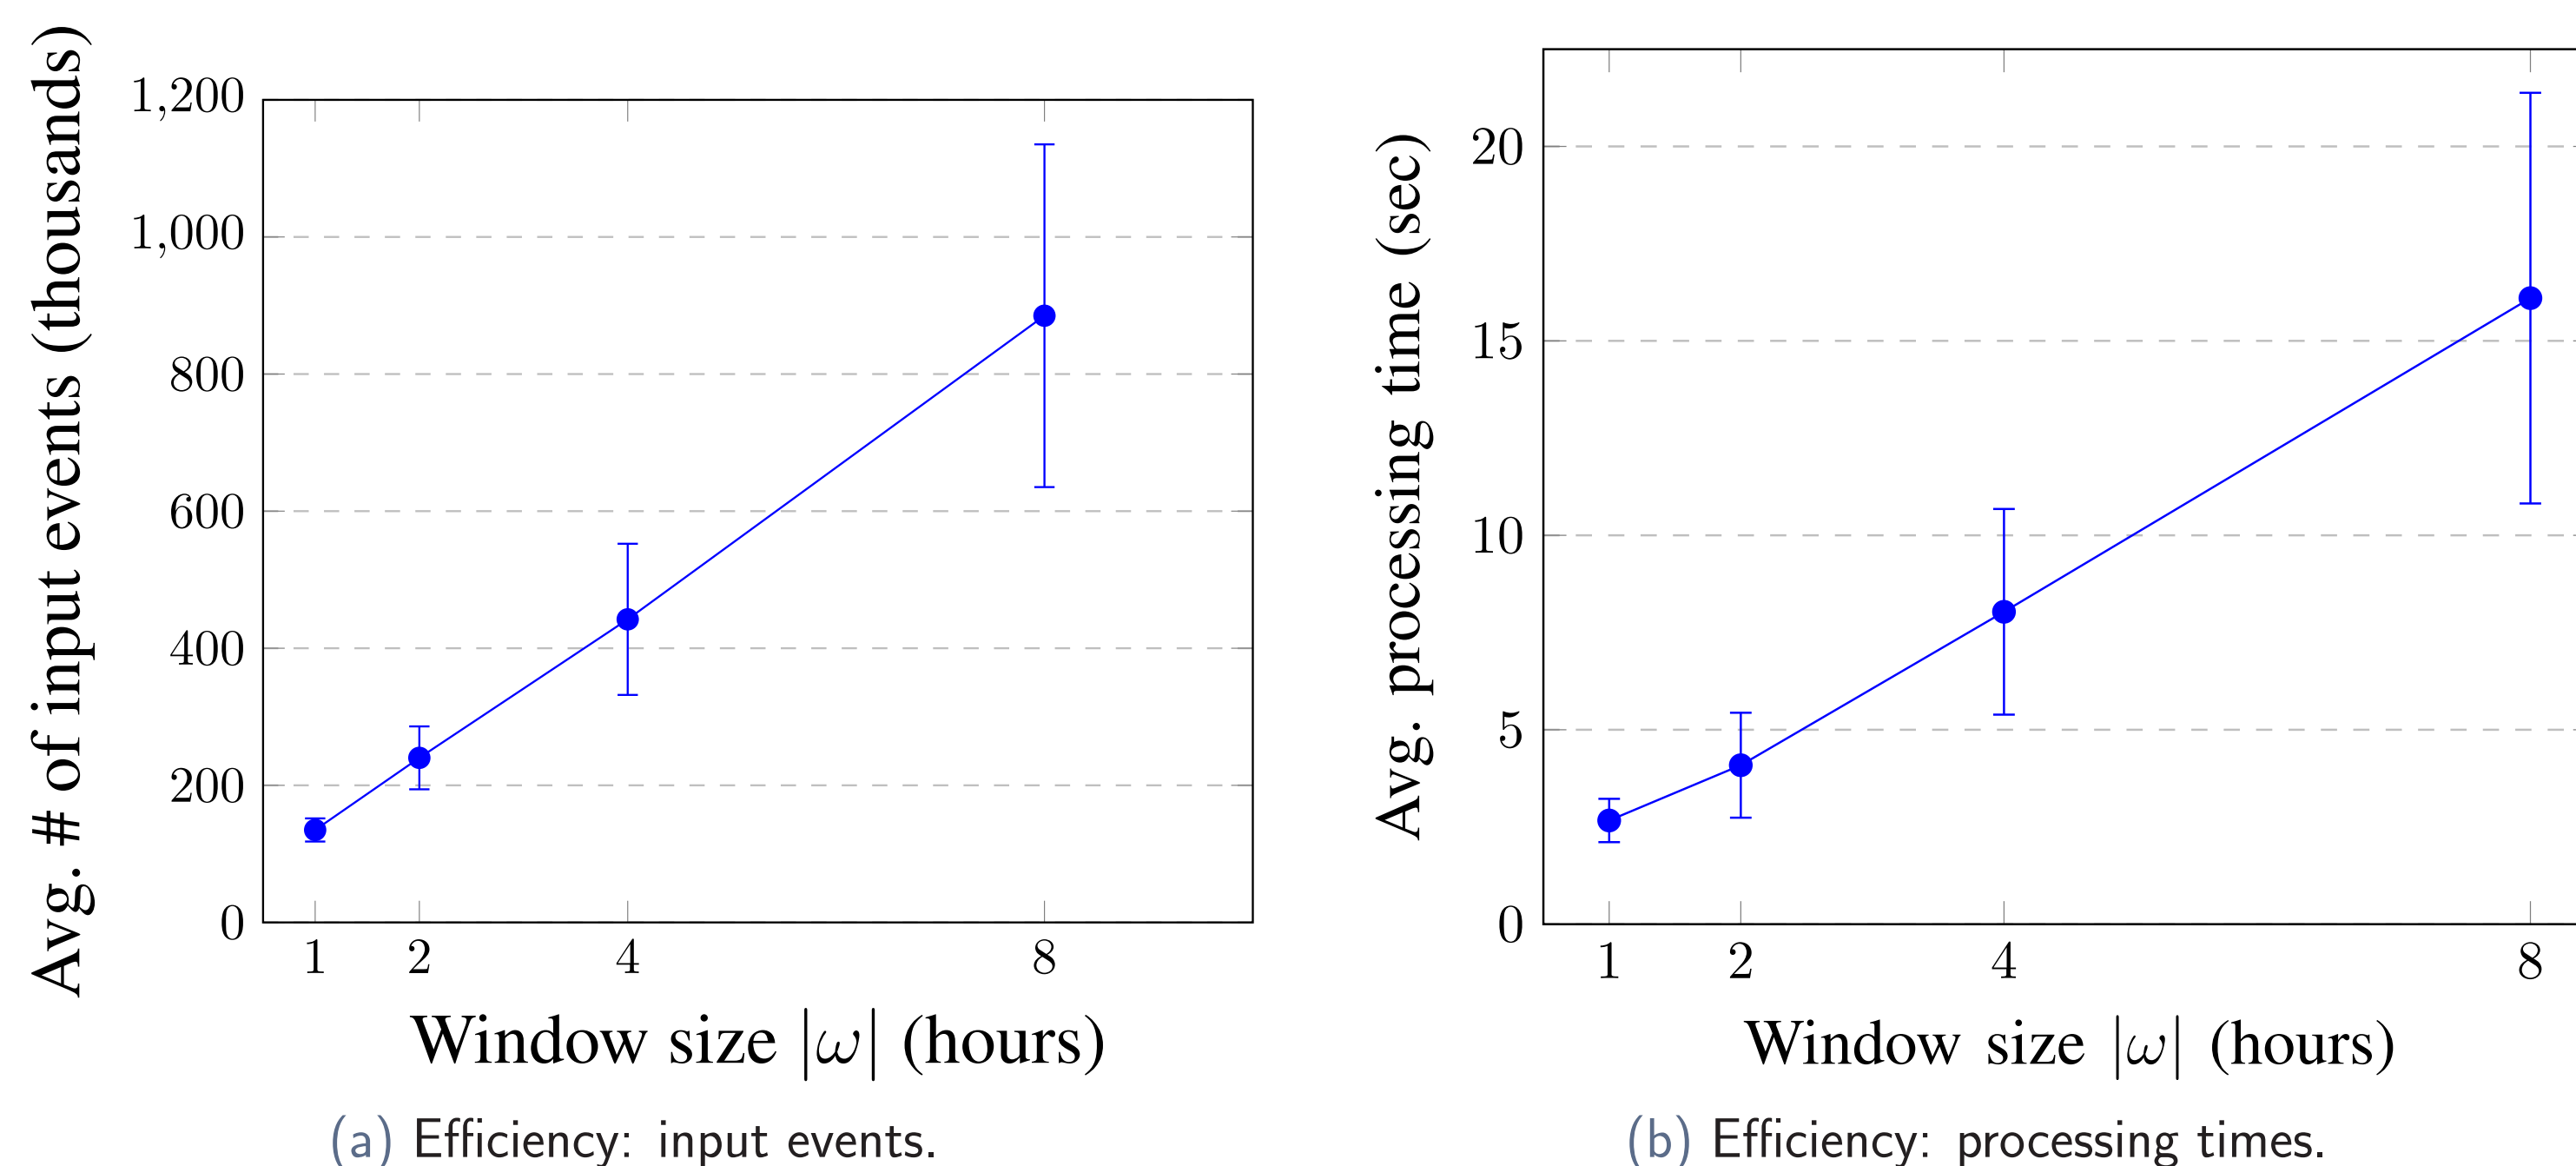 Avg. # of input events (thousands)
1,200
1,000
800
600
400
200
0
1 2 4 8
Window size |ω| (hours)
(a) Efficiency: input events.
Avg. processing time (sec)
20
15
10
5
0
1 2 4 8
Window size |ω| (hours)
(b) Efficiency: processing times.